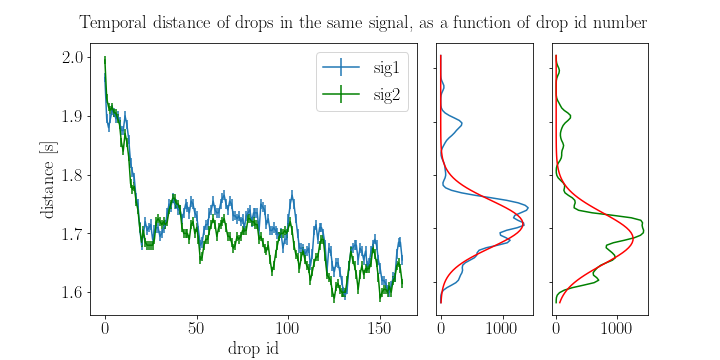 Temporal distance of drops in the same signal, as a function of drop id number
2.0
1.9
1.8
1.7
1.6
distance [s]
sig1
sig2
0 50 100 150
drop id
0 1000
0 1000